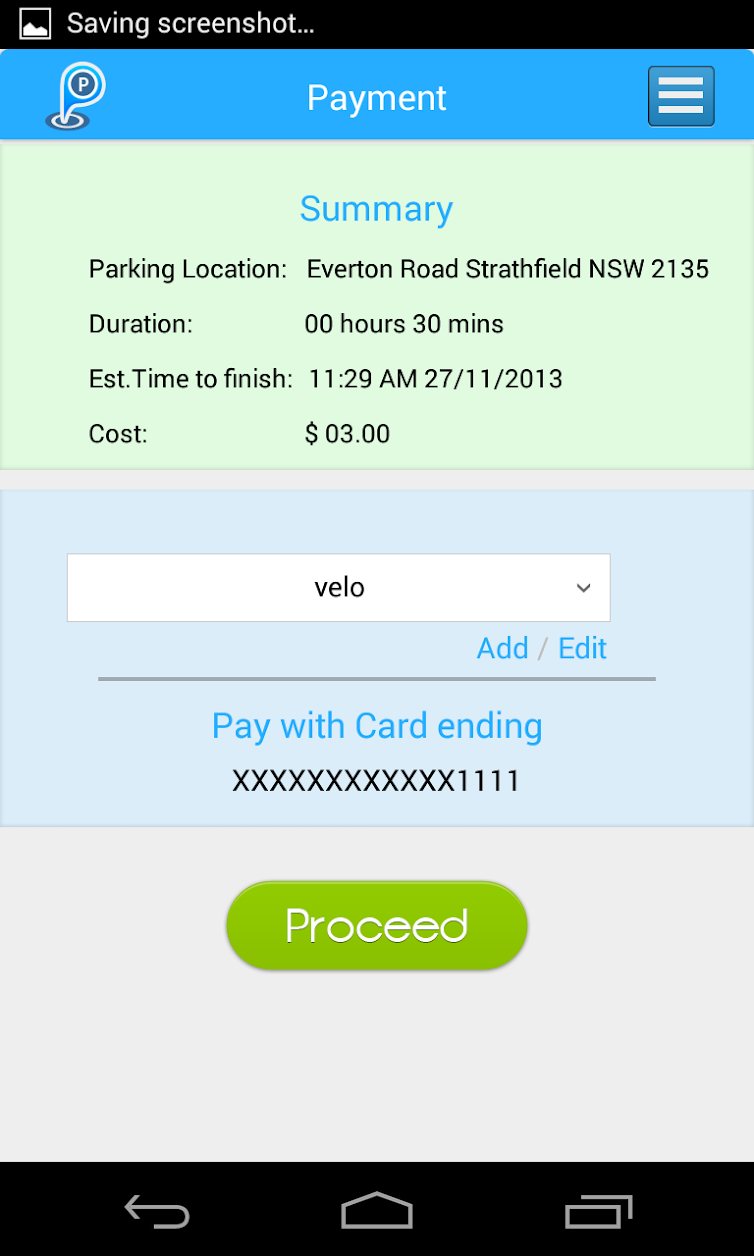 Saving screenshot...
P
Payment
Summary
Parking Location: Everton Road Strathfield NSW 2135
Duration: 00 hours 30 mins
Est.Time to finish: 11:29 AM 27/11/2013
Cost: $ 03.00
velo
Add / Edit
Pay with Card ending
XXXXXXXXXXXX1111
Proceed